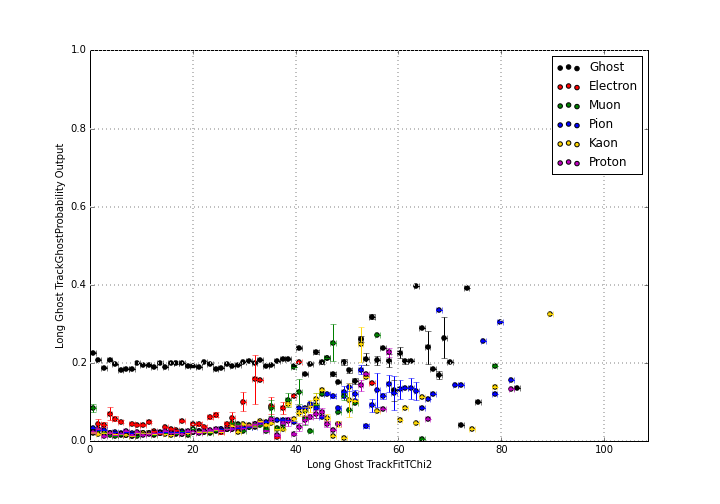 1.0
0.8
0.6
0.4
0.2
0.0
0
20
40
60
80
100
Long Ghost TrackGhostProbability Output
Long Ghost TrackFitTChi2
Ghost
Electron
Muon
Pion
Kaon
Proton